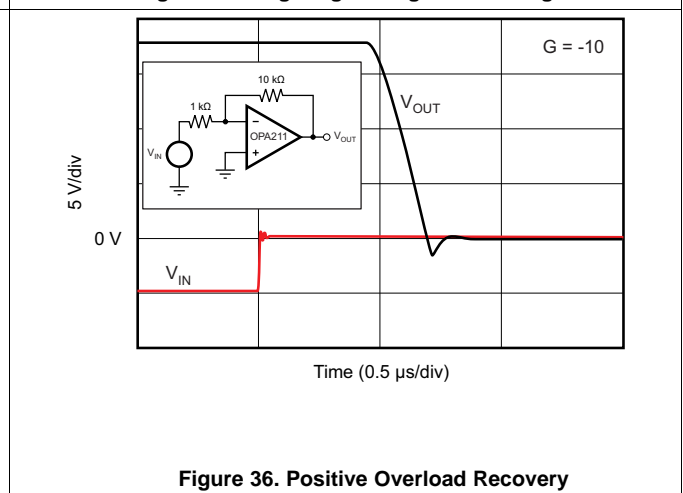 G = -10
10 kΩ
1 kΩ
OPA211
−
+
V_OUT
V_IN
V_OUT
5 V/div
0 V
V_IN
Time (0.5 µs/div)
Figure 36. Positive Overload Recovery